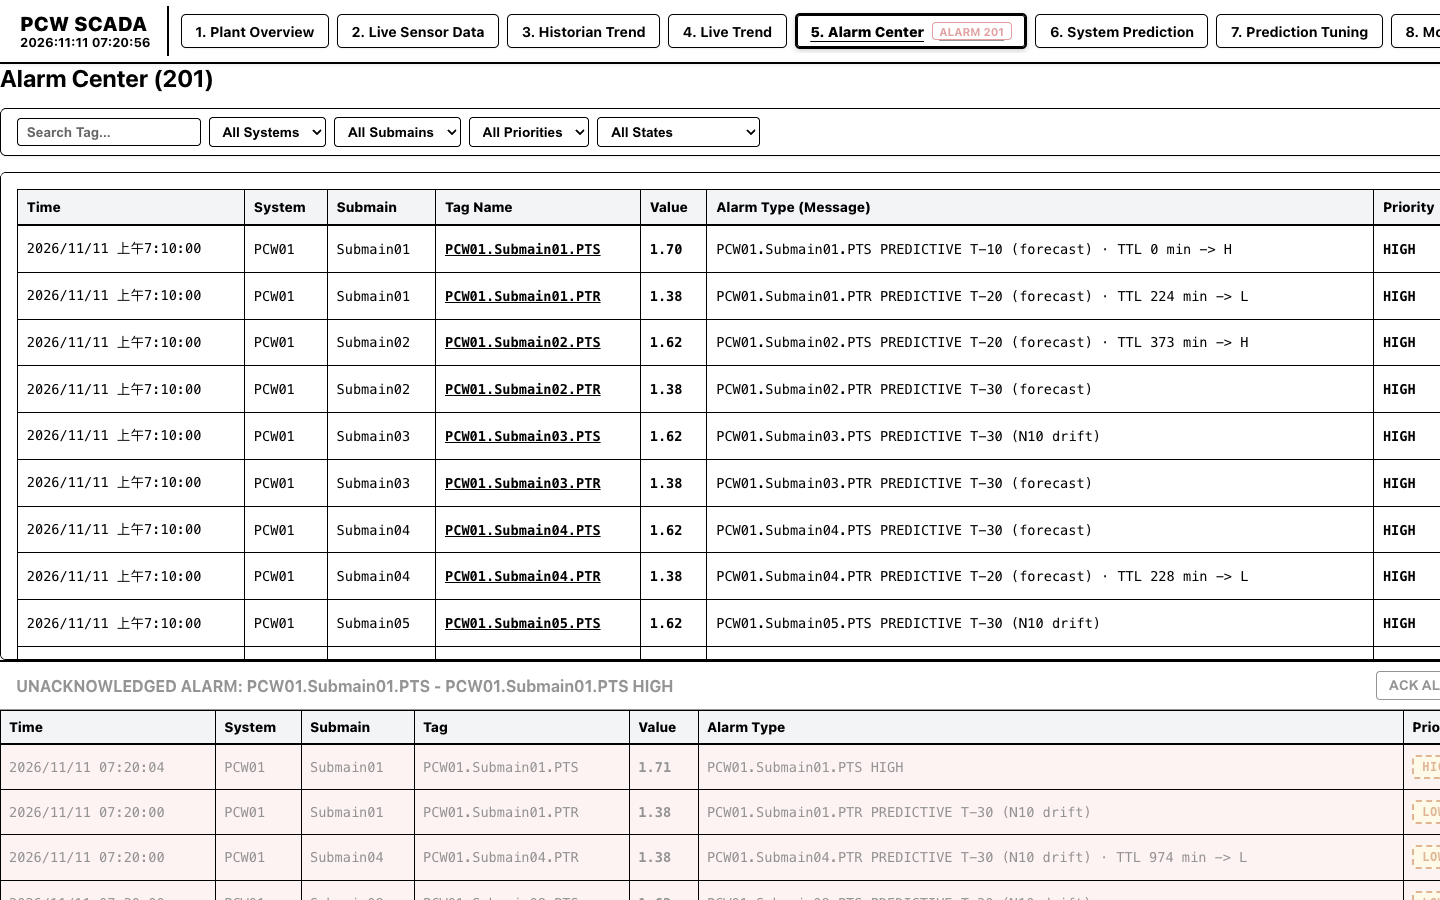 PCW SCADA
2026:11:11 07:20:56
1. Plant Overview
2. Live Sensor Data
3. Historian Trend
4. Live Trend
5. Alarm Center ALARM 201
6. System Prediction
7. Prediction Tuning
8.
Alarm Center (201)
Search Tag... All Systems All Submains All Priorities All States
Time System Submain Tag Name Value Alarm Type (Message) Priority
2026/11/11 上午7:10:00 PCW01 Submain01 PCW01.Submain01.PTS 1.70 PCW01.Submain01.PTS PREDICTIVE T-10 (forecast) · TTL 0 min -> H HIGH
2026/11/11 上午7:10:00 PCW01 Submain01 PCW01.Submain01.PTR 1.38 PCW01.Submain01.PTR PREDICTIVE T-20 (forecast) · TTL 224 min -> L HIGH
2026/11/11 上午7:10:00 PCW01 Submain02 PCW01.Submain02.PTS 1.62 PCW01.Submain02.PTS PREDICTIVE T-20 (forecast) · TTL 373 min -> H HIGH
2026/11/11 上午7:10:00 PCW01 Submain02 PCW01.Submain02.PTR 1.38 PCW01.Submain02.PTR PREDICTIVE T-30 (forecast) HIGH
2026/11/11 上午7:10:00 PCW01 Submain03 PCW01.Submain03.PTS 1.62 PCW01.Submain03.PTS PREDICTIVE T-30 (N10 drift) HIGH
2026/11/11 上午7:10:00 PCW01 Submain03 PCW01.Submain03.PTR 1.38 PCW01.Submain03.PTR PREDICTIVE T-30 (forecast) HIGH
2026/11/11 上午7:10:00 PCW01 Submain04 PCW01.Submain04.PTS 1.62 PCW01.Submain04.PTS PREDICTIVE T-30 (forecast) HIGH
2026/11/11 上午7:10:00 PCW01 Submain04 PCW01.Submain04.PTR 1.38 PCW01.Submain04.PTR PREDICTIVE T-20 (forecast) · TTL 228 min -> L HIGH
2026/11/11 上午7:10:00 PCW01 Submain05 PCW01.Submain05.PTS 1.62 PCW01.Submain05.PTS PREDICTIVE T-30 (N10 drift) HIGH
UNACKNOWLEDGED ALARM: PCW01.Submain01.PTS - PCW01.Submain01.PTS HIGH ACK
Time System Submain Tag Value Alarm Type
2026/11/11 07:20:04 PCW01 Submain01 PCW01.Submain01.PTS 1.71 PCW01.Submain01.PTS HIGH
2026/11/11 07:20:00 PCW01 Submain01 PCW01.Submain01.PTR 1.38 PCW01.Submain01.PTR PREDICTIVE T-30 (N10 drift)
2026/11/11 07:20:00 PCW01 Submain04 PCW01.Submain04.PTR 1.38 PCW01.Submain04.PTR PREDICTIVE T-30 (N10 drift) · TTL 974 min -> L